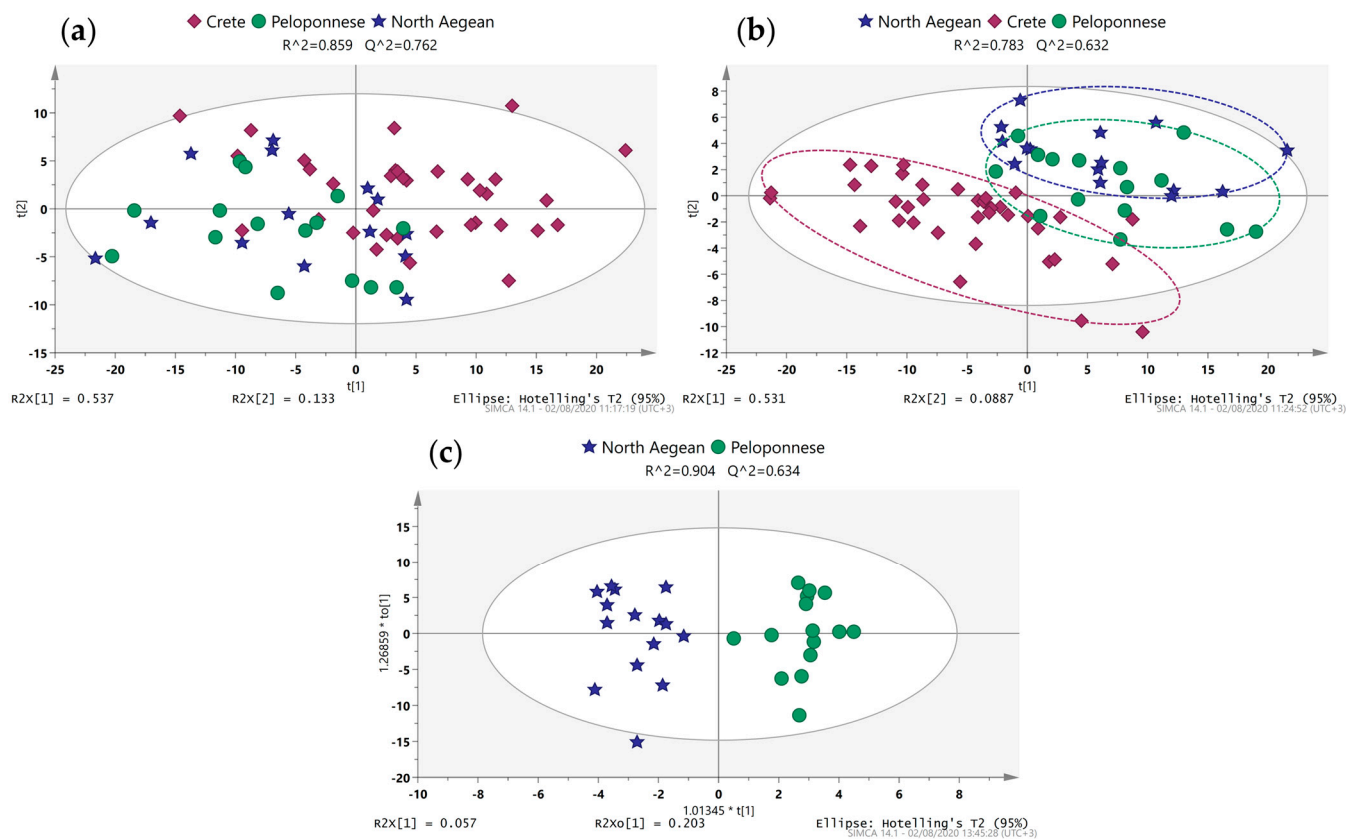 (a)
Crete Peloponnese North Aegean
R^2=0.859 Q^2=0.762
10
5
0
-5
-10
-15
t[2]
-25 -20 -15 -10 -5 0 5 10 15 20
t[1]
R2X[1] = 0.537 R2X[2] = 0.133 Ellipse: Hotelling's T2 (95%)
SIMCA 14.1 - 02/08/2020 11:17:19 (UTC+3)
(b)
North Aegean Crete Peloponnese
R^2=0.783 Q^2=0.632
8
6
4
2
0
-2
-4
-6
-8
-10
-12
t[2]
-25 -20 -15 -10 -5 0 5 10 15 20
t[1]
R2X[1] = 0.531 R2X[2] = 0.0887 Ellipse: Hotelling's T2 (95%)
SIMCA 14.1 - 02/08/2020 11:24:52 (UTC+3)
(c)
North Aegean Peloponnese
R^2=0.904 Q^2=0.634
15
10
5
0
-5
-10
-15
-20
1.26859 * to[1]
-10 -8 -6 -4 -2 0 2 4 6 8
1.01345 * t[1]
R2X[1] = 0.057 R2Xo[1] = 0.203 Ellipse: Hotelling's T2 (95%)
SIMCA 14.1 - 02/08/2020 13:45:28 (UTC+3)